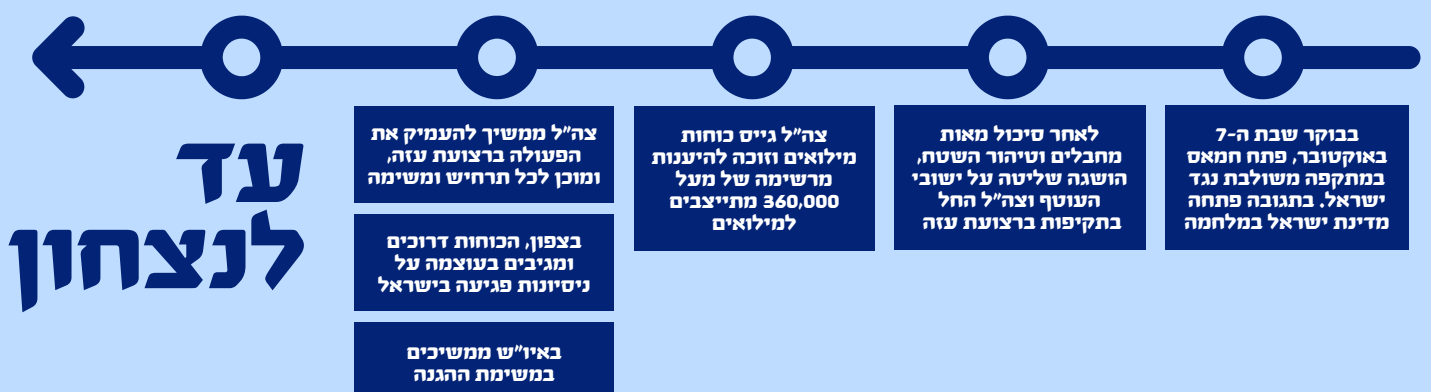 בבוקר שבת ה-7
באוקטובר, פתח חמאס
במתקפה משולבת נגד
ישראל. בתגובה פתחה
מדינת ישראל במלחמה
לאחר סיכול מאות
מחבלים וטיהור השטח,
הושגה שליטה על ישובי
העוטף וצה"ל החל
בתקיפות ברצועת עזה
צה"ל גייס כוחות
מילואים וזוכה להיענות
מרשימה של מעל
360,000 מתייצבים
למילואים
צה"ל ממשיך להעמיק את
הפעולה ברצועת עזה,
ומוכן לכל תרחיש ומשימה
בצפון, הכוחות דרוכים
ומגיבים בעוצמה על
ניסיונות פגיעה בישראל
באיו"ש ממשיכים
במשימת ההגנה
עד
לנצחון